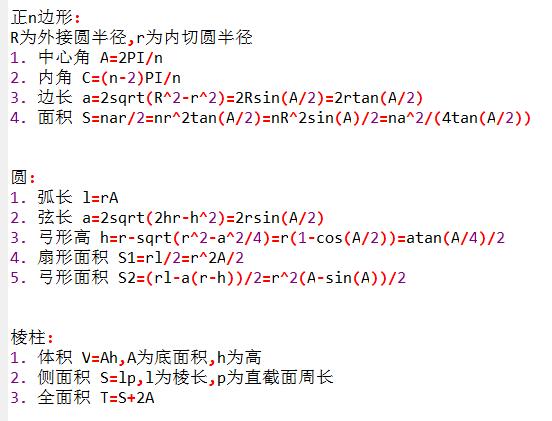 正n边形:
R为外接圆半径,r为内切圆半径
1. 中心角 A=2PI/n
2. 内角 C=(n-2)PI/n
3. 边长 a=2sqrt(R^2-r^2)=2Rsin(A/2)=2rtan(A/2)
4. 面积 S=nar/2=nr^2tan(A/2)=nR^2sin(A)/2=na^2/(4tan(A/2))
圆:
1. 弧长 l=rA
2. 弦长 a=2sqrt(2hr-h^2)=2rsin(A/2)
3. 弓形高 h=r-sqrt(r^2-a^2/4)=r(1-cos(A/2))=atan(A/4)/2
4. 扇形面积 S1=rl/2=r^2A/2
5. 弓形面积 S2=(rl-a(r-h))/2=r^2(A-sin(A))/2
棱柱:
1. 体积 V=Ah,A为底面积,h为高
2. 侧面积 S=lp,l为棱长,p为直截面周长
3. 全面积 T=S+2A